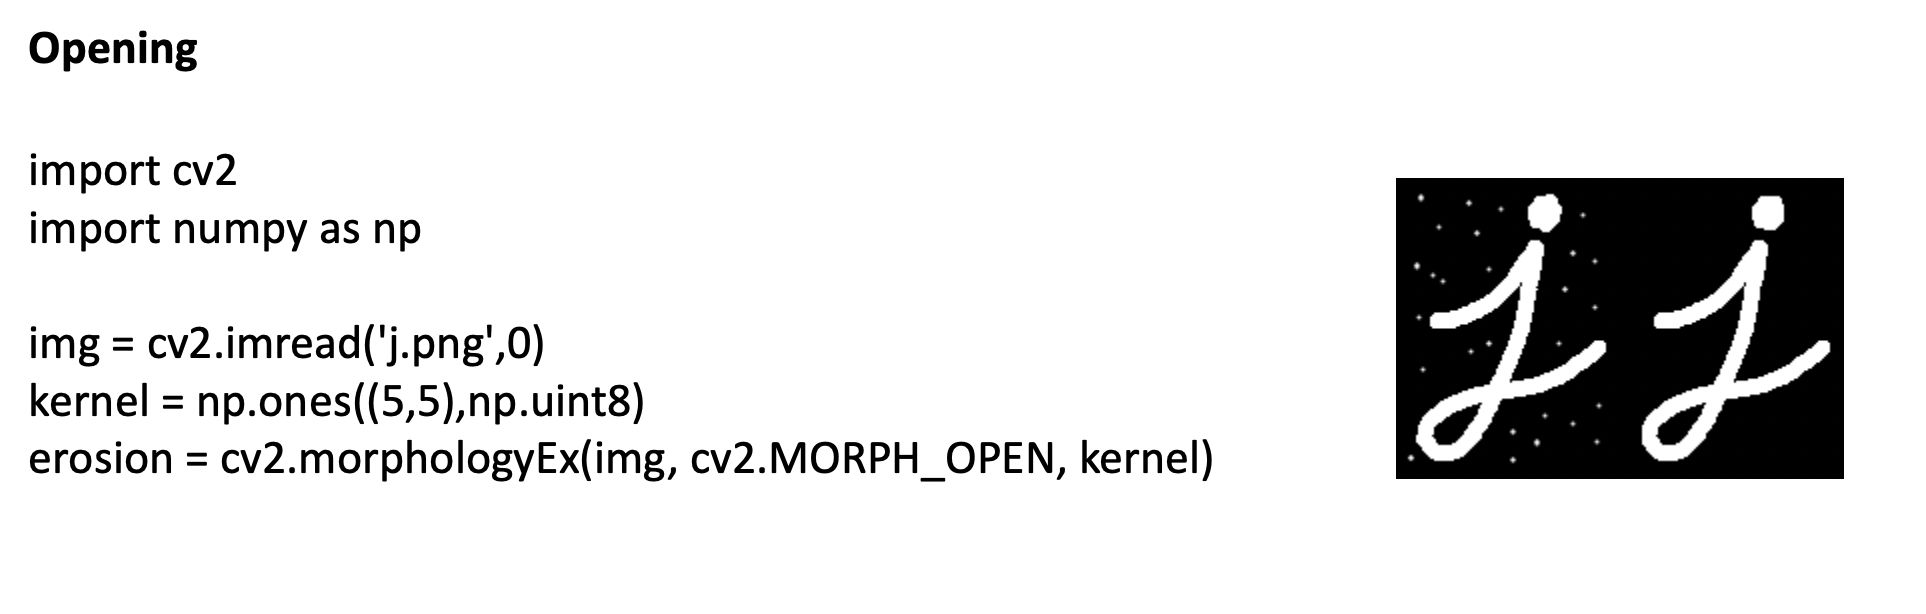 Opening
import cv2
import numpy as np
img = cv2.imread('j.png',0)
kernel = np.ones((5,5),np.uint8)
erosion = cv2.morphologyEx(img, cv2.MORPH_OPEN, kernel)
j j